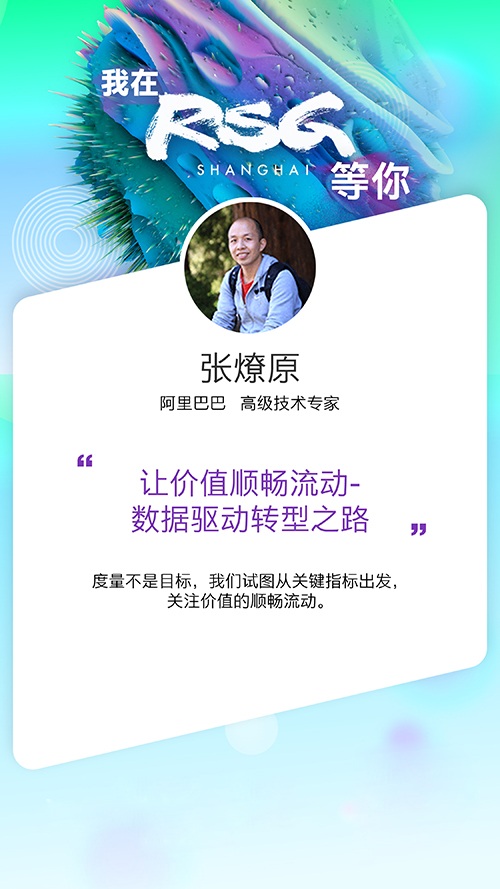 我在
RSG
SHANGHAI
等你
张燎原
阿里巴巴 高级技术专家
“
让价值顺畅流动-
数据驱动转型之路
”
度量不是目标，我们试图从关键指标出发，
关注价值的顺畅流动。